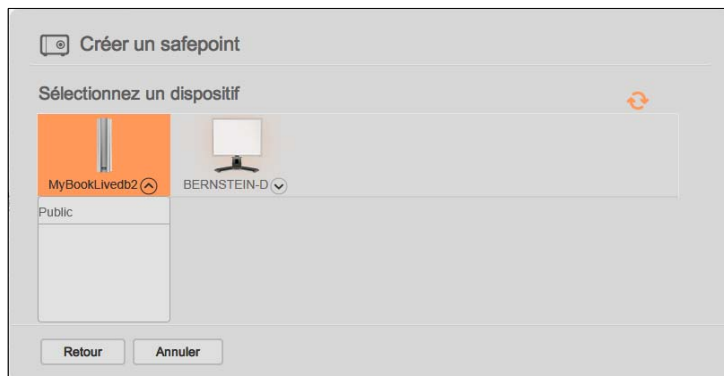 Créer un safepoint
Sélectionnez un dispositif
MyBookLivedb2 BERNSTEIN-D
Public
Retour Annuler